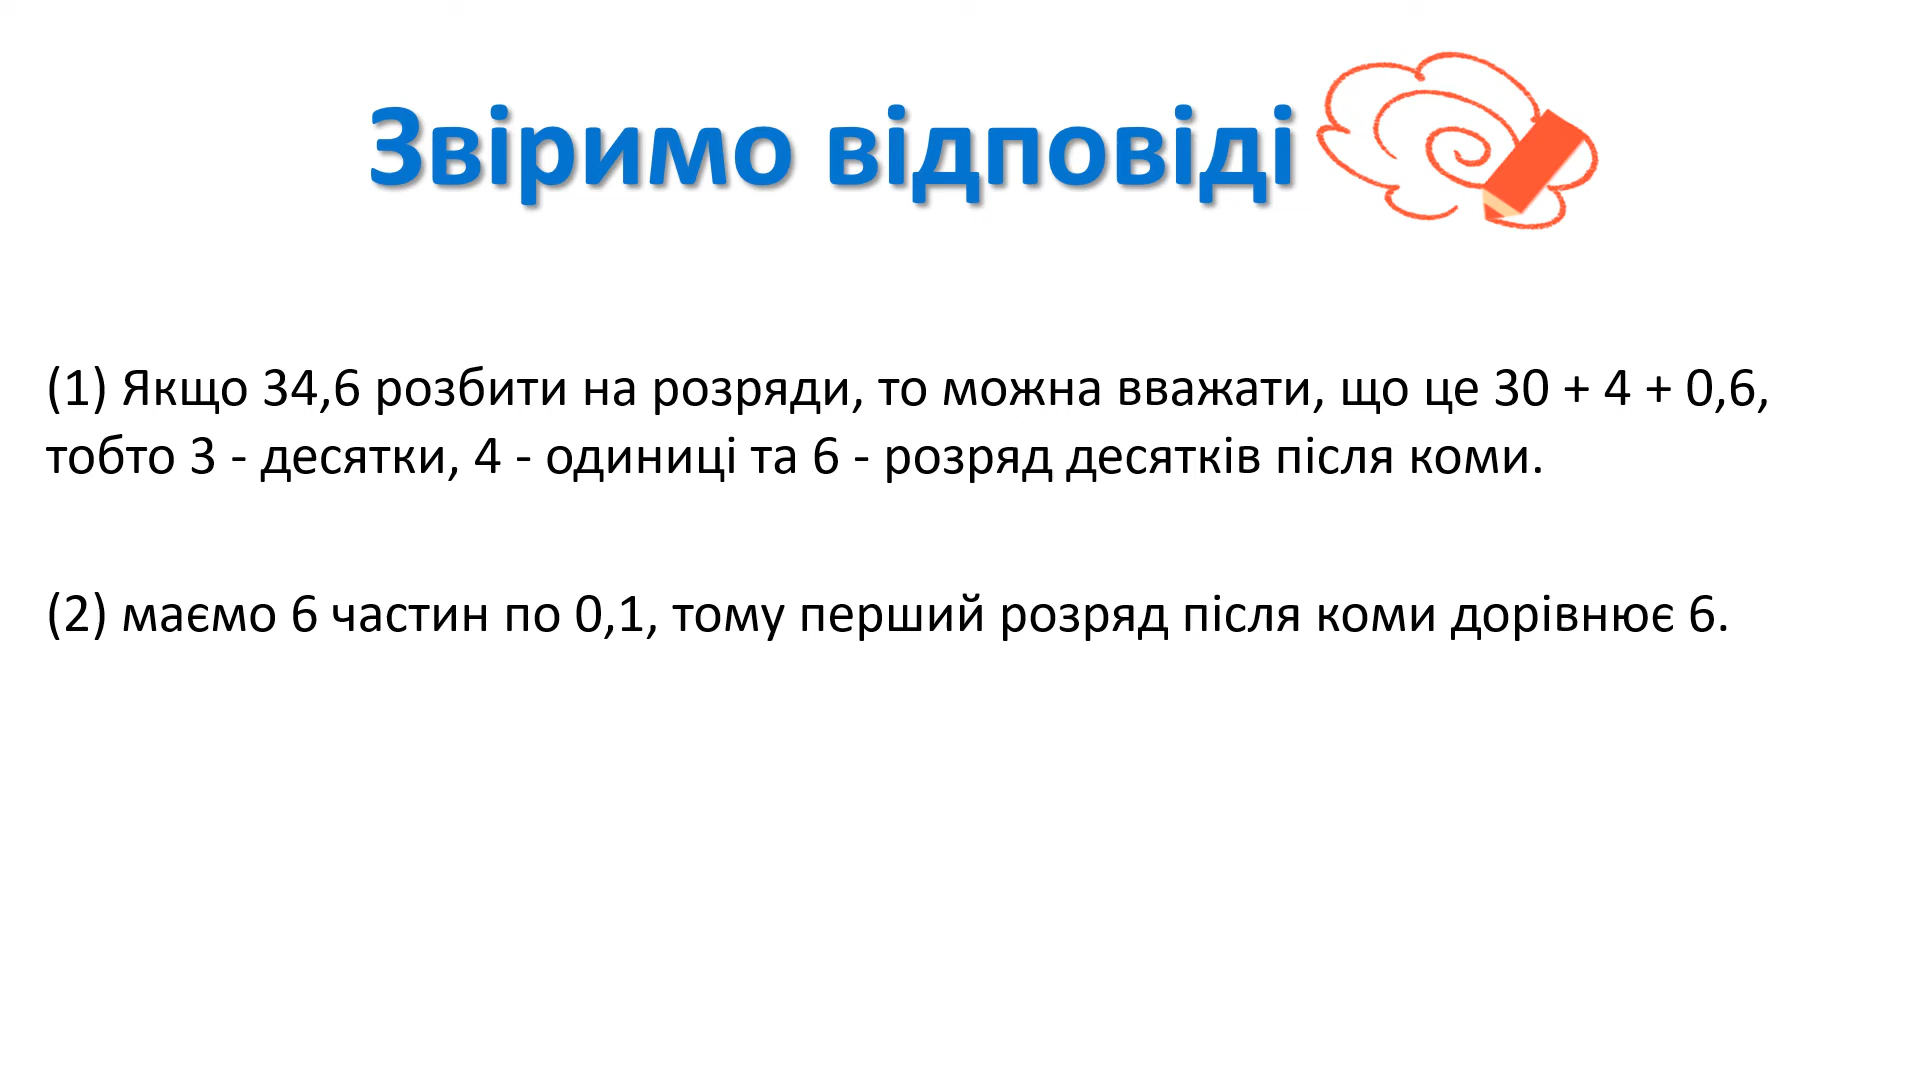 Звіримо відповіді
(1) Якщо 34,6 розбити на розряди, то можна вважати, що це 30 + 4 + 0,6,
тобто 3 - десятки, 4 - одиниці та 6 - розряд десятків після коми.
(2) маємо 6 частин по 0,1, тому перший розряд після коми дорівнює 6.